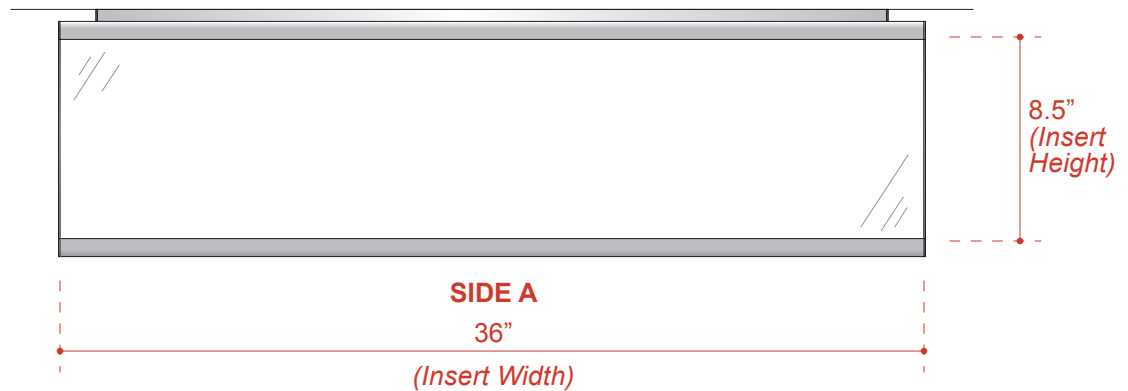 8.5”
(Insert
Height)
SIDE A
36”
(Insert Width)